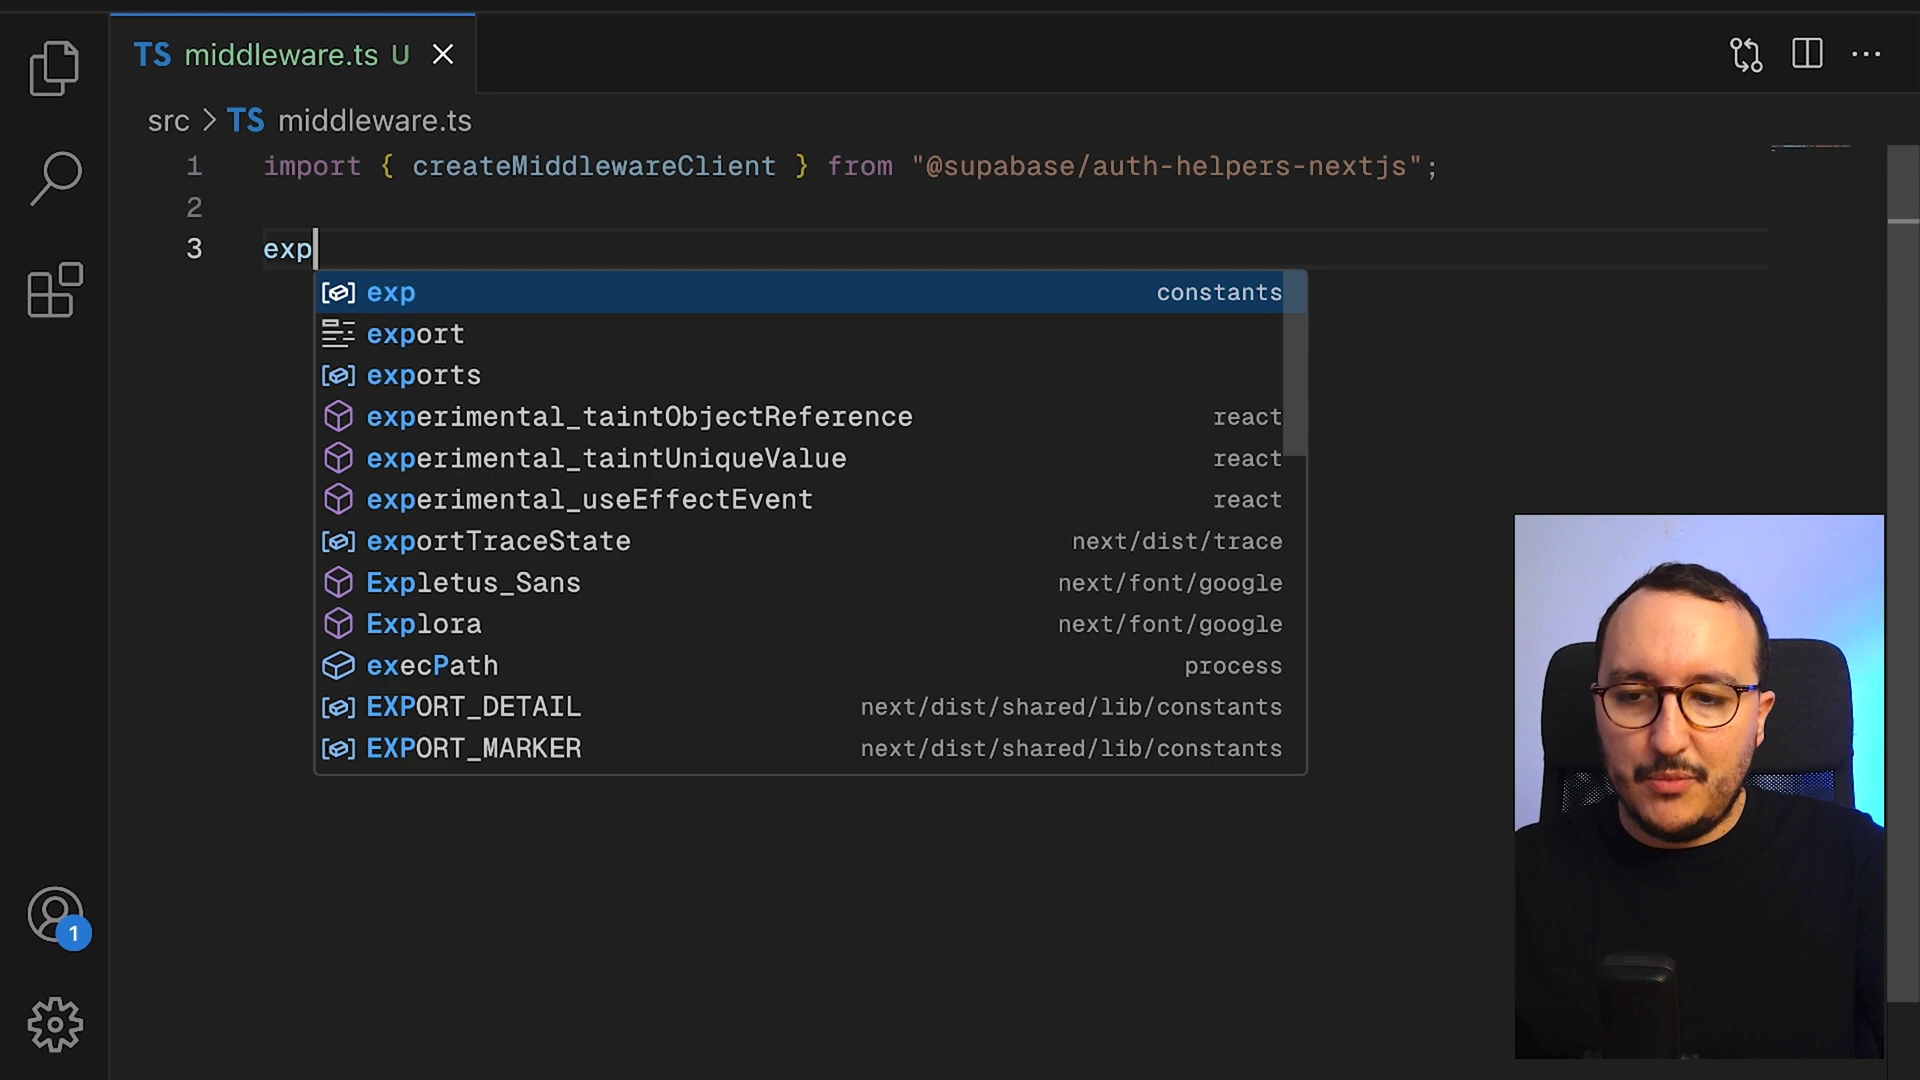 TS middleware.ts U
src > TS middleware.ts
1 import { createMiddlewareClient } from "@supabase/auth-helpers-nextjs";
2
3 exp
exp constants
export
exports
experimental_taintObjectReference react
experimental_taintUniqueValue react
experimental_useEffectEvent react
exportTraceState next/dist/trace
Expletus_Sans next/font/google
Explora next/font/google
execPath process
EXPORT_DETAIL next/dist/shared/lib/constants
EXPORT_MARKER next/dist/shared/lib/constants
1